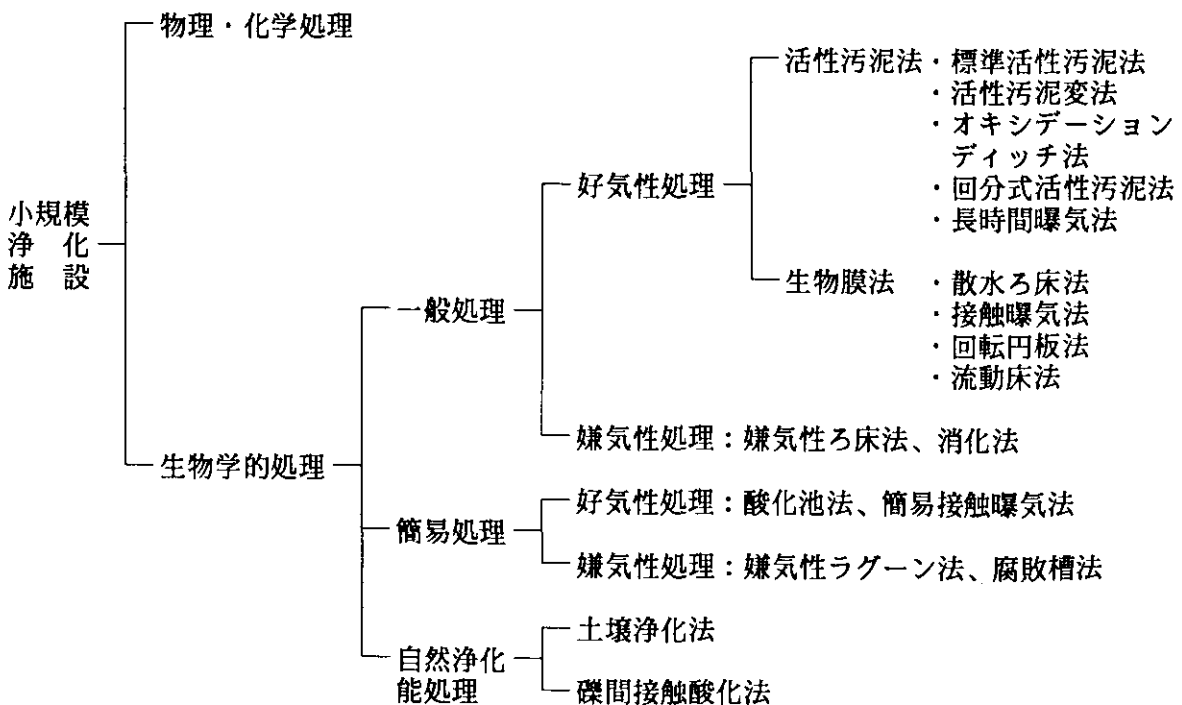 小規模
浄化
施設
物理・化学処理
生物学的処理
一般処理
好気性処理
活性汚泥法・標準活性汚泥法
・活性汚泥変法
・オキシデーション
ディッチ法
・回分式活性汚泥法
・長時間曝気法
生物膜法・散水ろ床法
・接触曝気法
・回転円板法
・流動床法
嫌気性処理：嫌気性ろ床法、消化法
簡易処理
好気性処理：酸化池法、簡易接触曝気法
嫌気性処理：嫌気性ラグーン法、腐敗槽法
自然浄化
能処理
土壌浄化法
礫間接触酸化法